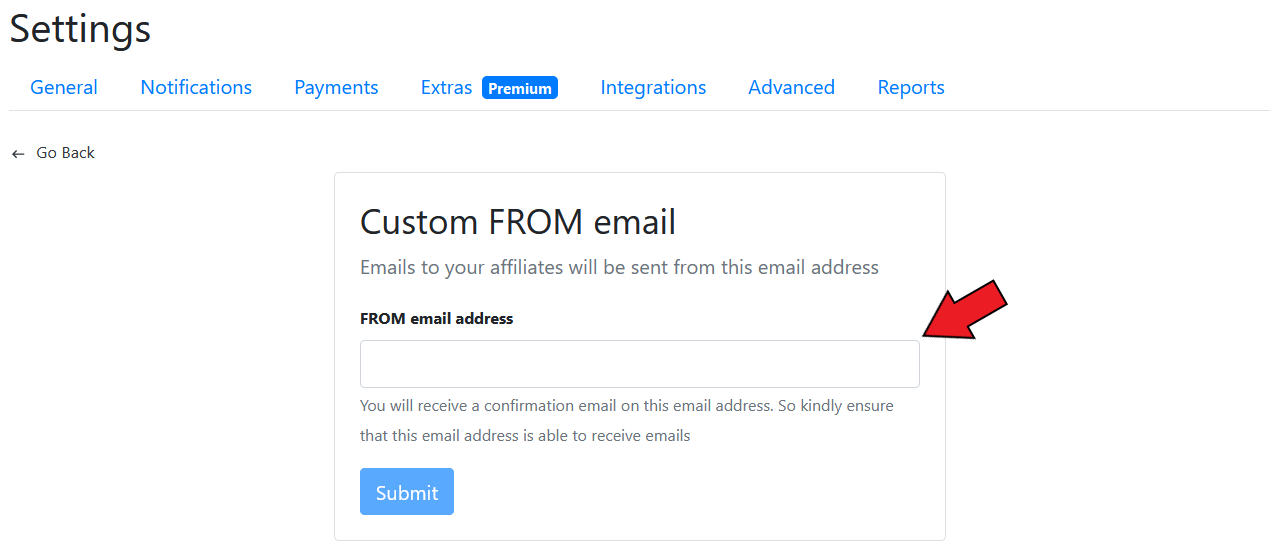 Settings
General Notifications Payments Extras Premium Integrations Advanced Reports
← Go Back
Custom FROM email
Emails to your affiliates will be sent from this email address
FROM email address
You will receive a confirmation email on this email address. So kindly ensure
that this email address is able to receive emails
Submit